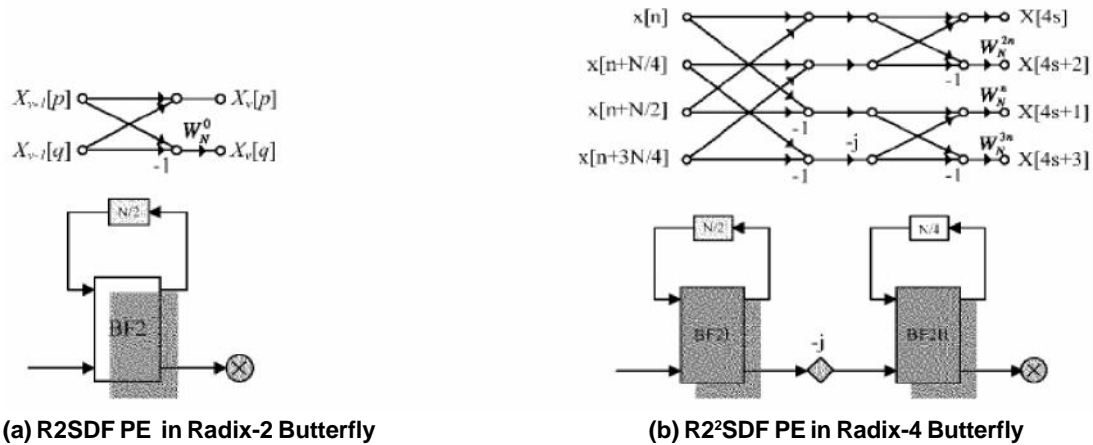 X_{v-1}[p]
X_v[p]
W_N^0
X_{v-1}[q]
-1
X_v[q]
N/2
BF2
(a) R2SDF PE in Radix-2 Butterfly
x[n]
X[4s]
W_N^{2n}
x[n+N/4]
-1
X[4s+2]
W_N^n
x[n+N/2]
-1
X[4s+1]
-j
W_N^{3n}
x[n+3N/4]
-1
-1
X[4s+3]
N/2
N/4
BF2I
-j
BF2II
(b) R2²SDF PE in Radix-4 Butterfly